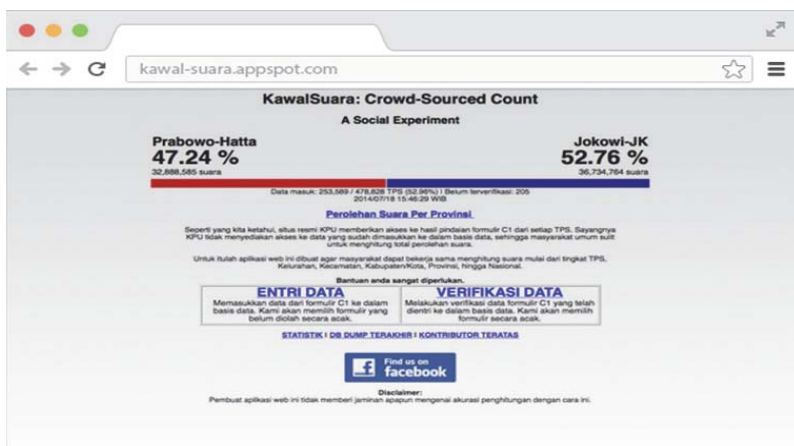 kawal-suara.appspot.com
KawalSuara: Crowd-Sourced Count
A Social Experiment
Prabowo-Hatta
47.24 %
32,888,585 suara
Jokowi-JK
52.76 %
36,734,764 suara
Data masuk: 253,589 / 478,828 TPS (52.96%) | Belum terverifikasi: 205
2014/07/18 15:46:29 WIB
Perolehan Suara Per Provinsi
Seperti yang kita ketahui, situs resmi KPU memberikan akses ke hasil pindaian formulir C1 dari setiap TPS. Sayangnya
KPU tidak menyediakan akses ke data yang sudah dimasukkan ke dalam basis data, sehingga masyarakat umum sulit
untuk menghitung total perolehan suara.
Untuk itulah aplikasi web ini dibuat agar masyarakat dapat bekerja sama menghitung suara mulai dari tingkat TPS,
Kelurahan, Kecamatan, Kabupaten/Kota, Provinsi, hingga Nasional.
Bantuan anda sangat diperlukan.
ENTRI DATA
Memasukkan data dari formulir C1 ke dalam
basis data. Kami akan memilih formulir yang
belum diolah secara acak.
VERIFIKASI DATA
Melakukan verifikasi data formulir C1 yang telah
dientri ke dalam basis data. Kami akan memilih
formulir secara acak.
STATISTIK | DB DUMP TERAKHIR | KONTRIBUTOR TERATAS
Find us on
facebook
Disclaimer:
Pembuat aplikasi web ini tidak memberi jaminan apapun mengenai akurasi penghitungan dengan cara ini.